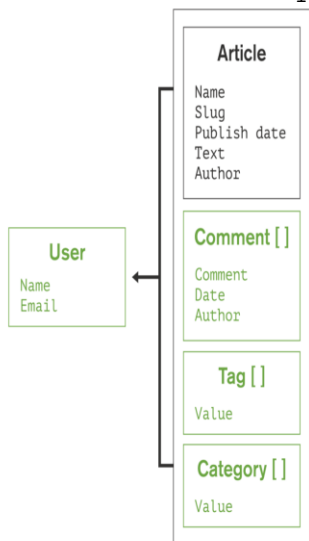 Article
Name
Slug
Publish date
Text
Author
User
Name
Email
Comment [ ]
Comment
Date
Author
Tag [ ]
Value
Category [ ]
Value